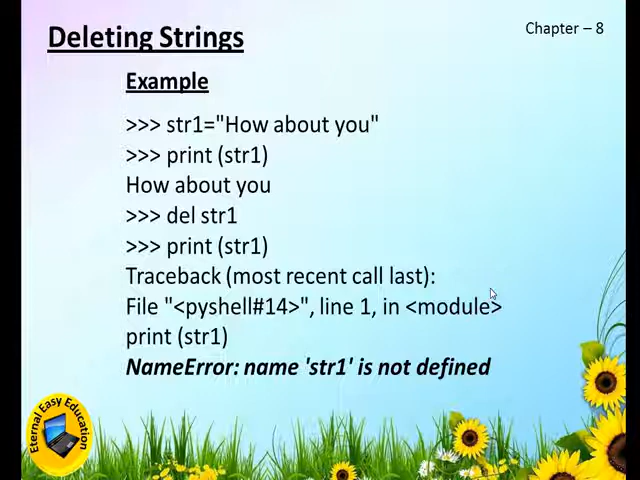 Deleting Strings
Chapter – 8
Example
>>> str1="How about you"
>>> print (str1)
How about you
>>> del str1
>>> print (str1)
Traceback (most recent call last):
File "<pyshell#14>", line 1, in <module>
print (str1)
NameError: name 'str1' is not defined
Eternal Easy Education